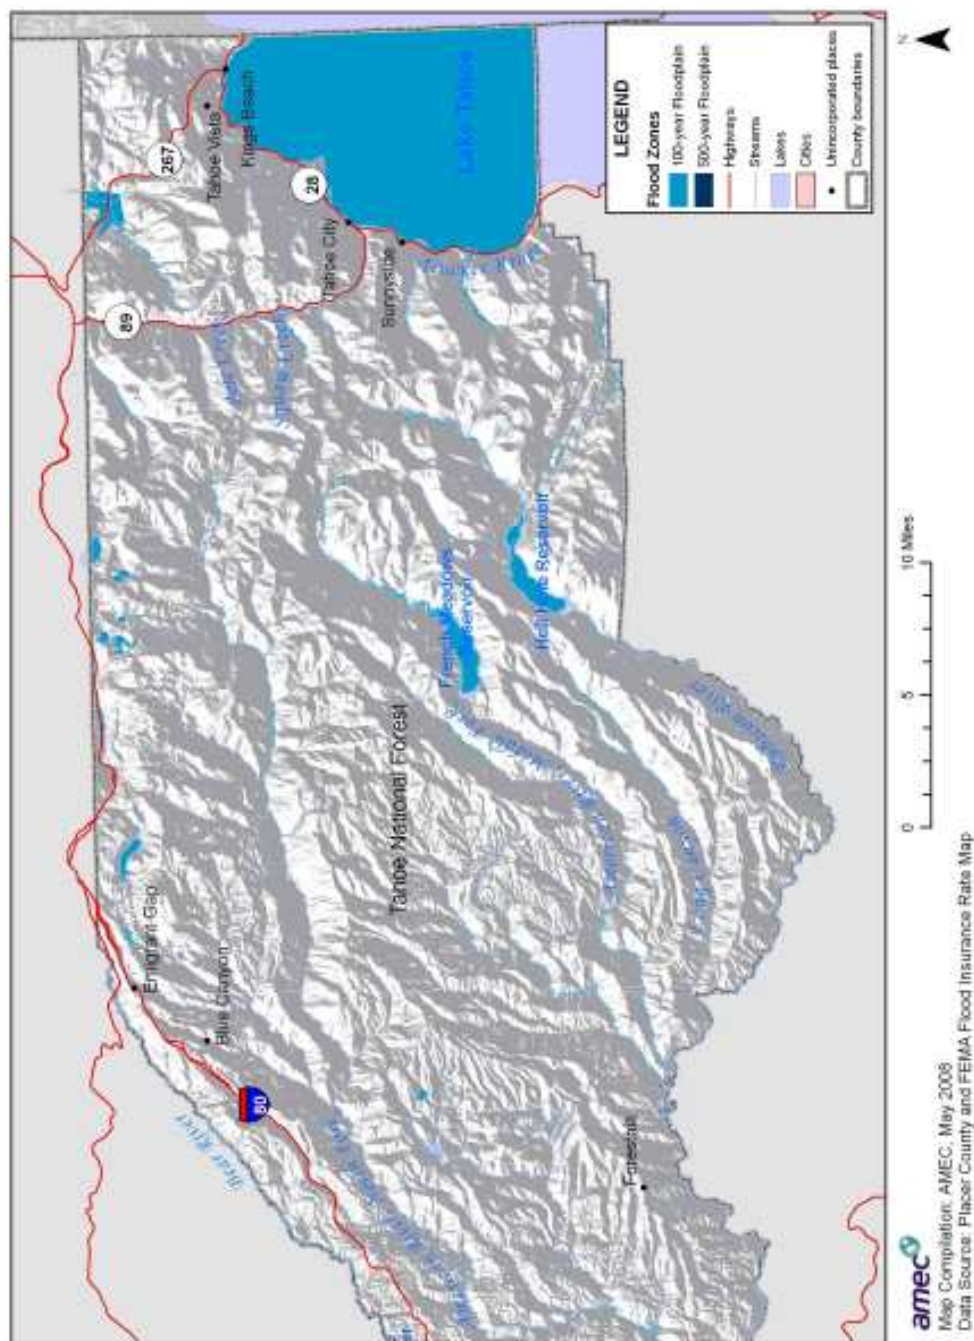 267
89
28
80
Tahoe Vista
Kings Beach
Tahoe City
Sunnyside
Lake Tahoe
French Meadows
Reservoir
Hell Hole Reservoir
Tahoe National Forest
Emigrant Gap
Blue Canyon
Bear River
Foresthill
LEGEND
Flood Zones
100-year Floodplain
500-year Floodplain
Highways
Streams
Lakes
Cities
Unincorporated places
County boundaries
N
0 5 10 Miles
amec
Map Compilation: AMEC, May 2008
Data Source: Placer County and FEMA Flood Insurance Rate Map